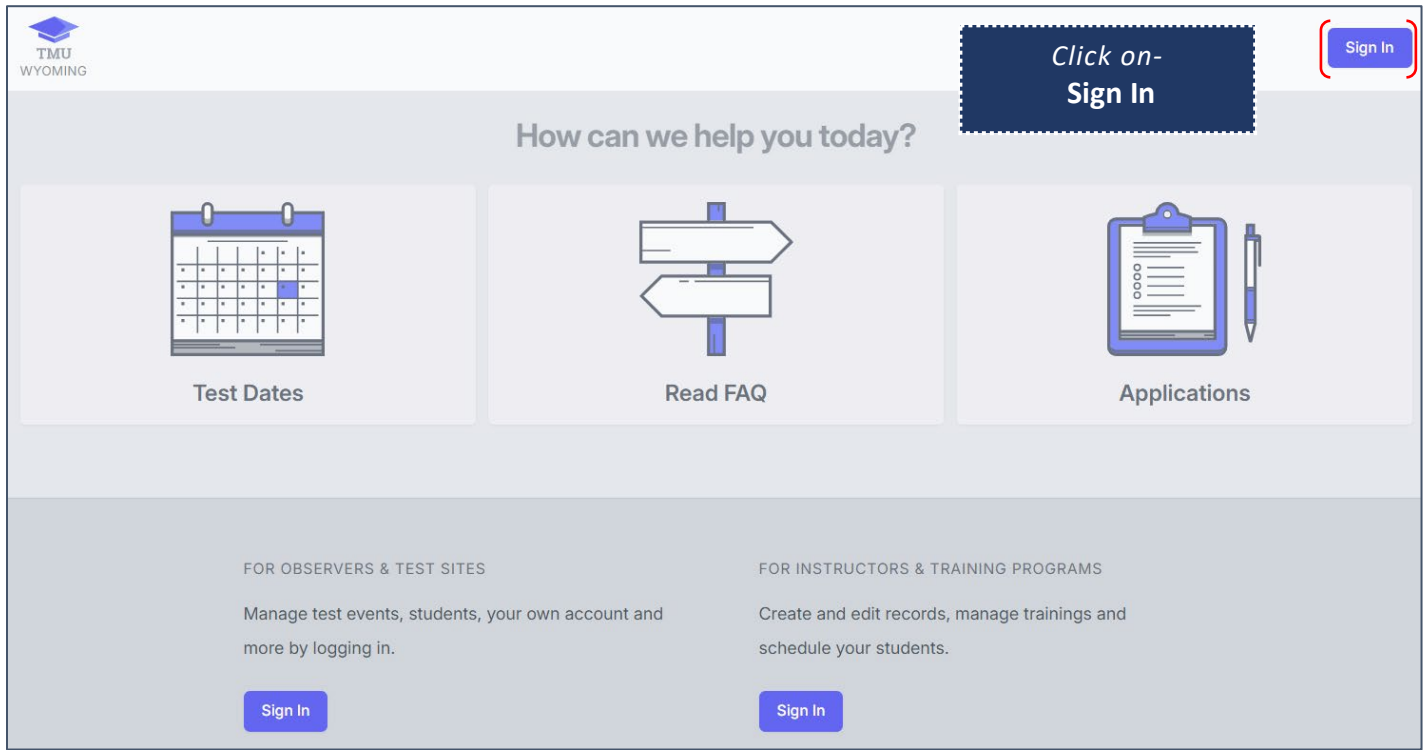 TMU
WYOMING
Click on-
Sign In
Sign In
How can we help you today?
Test Dates
Read FAQ
Applications
FOR OBSERVERS & TEST SITES
Manage test events, students, your own account and
more by logging in.
Sign In
FOR INSTRUCTORS & TRAINING PROGRAMS
Create and edit records, manage trainings and
schedule your students.
Sign In